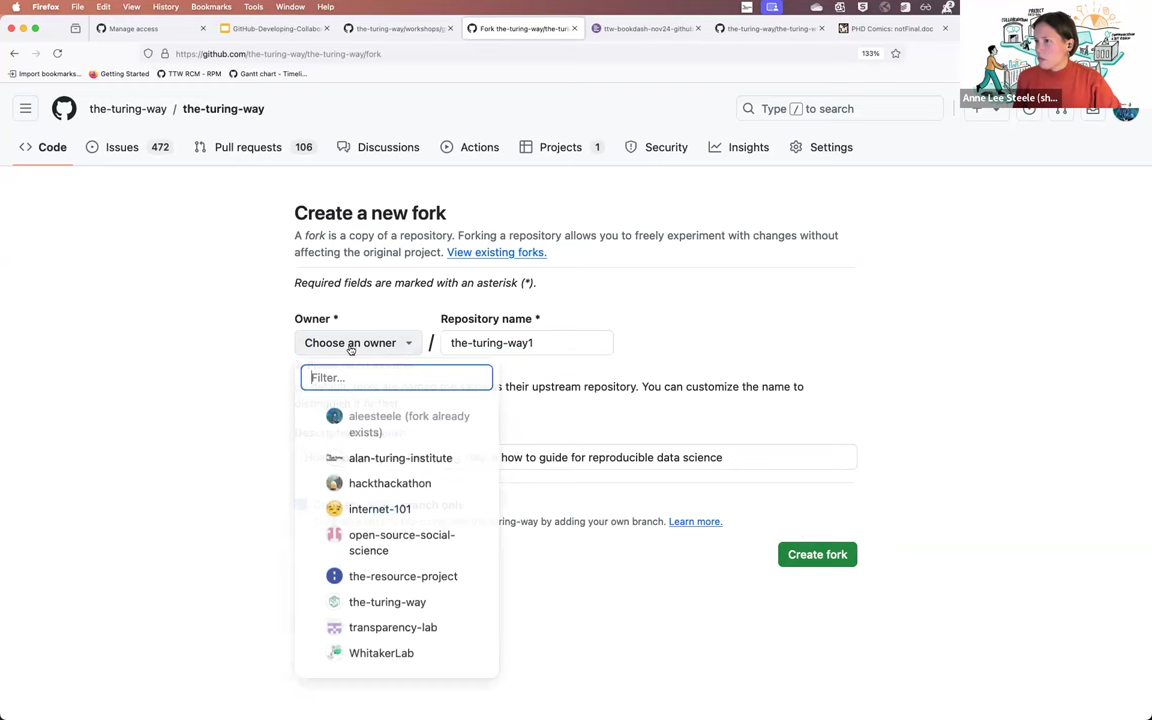 Firefox File Edit View History Bookmarks Tools Window Help
Manage access
GitHub-Developing-Collabo
the-turing-way/workshops/g
Fork the-turing-way/the-turi
ttw-bookdash-nov24-github
the-turing-way/the-turing-w
PHD Comics: notFinal.doc
https://github.com/the-turing-way/the-turing-way/fork
133%
Import bookmarks...
Getting Started
TTW RCM - RPM
Gantt chart - Timeli...
Anne Lee Steele (sh...
the-turing-way / the-turing-way
Type / to search
Code
Issues 472
Pull requests 106
Discussions
Actions
Projects 1
Security
Insights
Settings
Create a new fork
A fork is a copy of a repository. Forking a repository allows you to freely experiment with changes without
affecting the original project. View existing forks.
Required fields are marked with an asterisk (*).
Owner *
Repository name *
Choose an owner
/
the-turing-way1
Filter...
their upstream repository. You can customize the name to
aleesteele (fork already
exists)
alan-turing-institute
how to guide for reproducible data science
hackthackathon
internet-101
ring-way by adding your own branch. Learn more.
open-source-social-
science
Create fork
the-resource-project
the-turing-way
transparency-lab
WhitakerLab